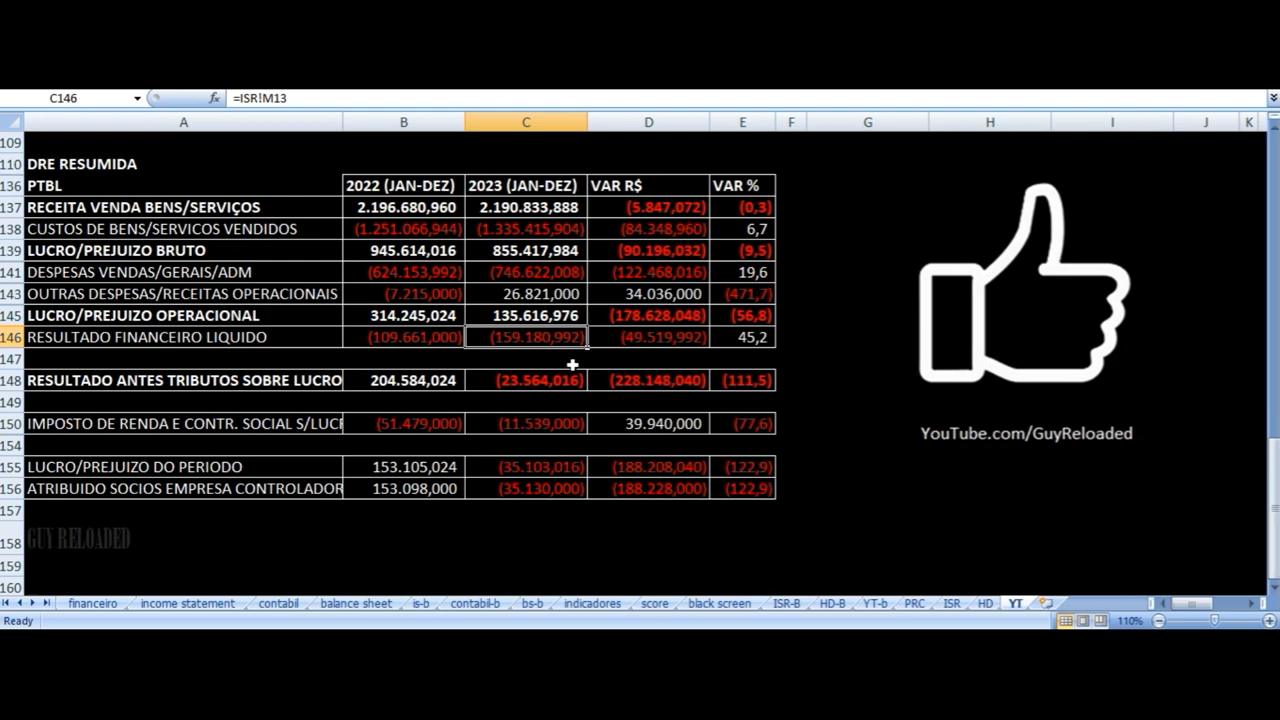 C146 fx =ISR!M13
A B C D E F G H I J K
109
110 DRE RESUMIDA
136 PTBL 2022 (JAN-DEZ) 2023 (JAN-DEZ) VAR R$ VAR %
137 RECEITA VENDA BENS/SERVIÇOS 2.196.680,960 2.190.833,888 (5.847,072) (0,3)
138 CUSTOS DE BENS/SERVICOS VENDIDOS (1.251.066,944) (1.335.415,904) (84.348,960) 6,7
139 LUCRO/PREJUIZO BRUTO 945.614,016 855.417,984 (90.196,032) (9,5)
141 DESPESAS VENDAS/GERAIS/ADM (624.153,992) (746.622,008) (122.468,016) 19,6
143 OUTRAS DESPESAS/RECEITAS OPERACIONAIS (7.215,000) 26.821,000 34.036,000 (471,7)
145 LUCRO/PREJUIZO OPERACIONAL 314.245,024 135.616,976 (178.628,048) (56,8)
146 RESULTADO FINANCEIRO LIQUIDO (109.661,000) (159.180,992) (49.519,992) 45,2
147
148 RESULTADO ANTES TRIBUTOS SOBRE LUCRO 204.584,024 (23.564,016) (228.148,040) (111,5)
149
150 IMPOSTO DE RENDA E CONTR. SOCIAL S/LUCR (51.479,000) (11.539,000) 39.940,000 (77,6)
154
155 LUCRO/PREJUIZO DO PERIODO 153.105,024 (35.103,016) (188.208,040) (122,9)
156 ATRIBUIDO SOCIOS EMPRESA CONTROLADOR 153.098,000 (35.130,000) (188.228,000) (122,9)
157
158 GUY RELOADED
159
160
YouTube.com/GuyReloaded
financeiro income statement contabil balance sheet is-b contabil-b bs-b indicadores score black screen ISR-B HD-B YT-b PRC ISR HD YT
Ready 110%